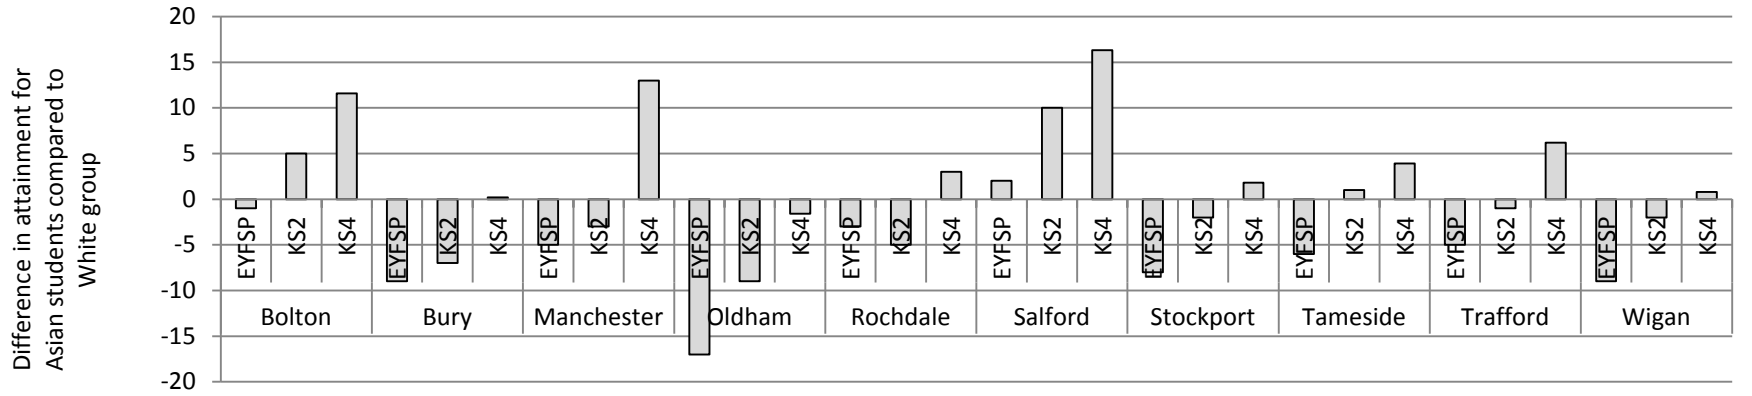 Difference in attainment for
Asian students compared to
White group
20
15
10
5
0
-5
-10
-15
-20
EYFSP
KS2
KS4
EYFSP
KS2
KS4
EYFSP
KS2
KS4
EYFSP
KS2
KS4
EYFSP
KS2
KS4
EYFSP
KS2
KS4
EYFSP
KS2
KS4
EYFSP
KS2
KS4
EYFSP
KS2
KS4
EYFSP
KS2
KS4
Bolton
Bury
Manchester
Oldham
Rochdale
Salford
Stockport
Tameside
Trafford
Wigan